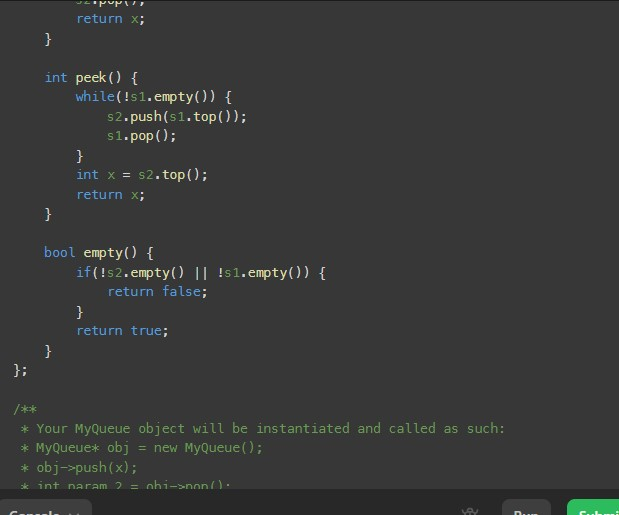 s2.pop();
return x;
}
int peek() {
while(!s1.empty()) {
s2.push(s1.top());
s1.pop();
}
int x = s2.top();
return x;
}
bool empty() {
if(!s2.empty() || !s1.empty()) {
return false;
}
return true;
}
};
/**
* Your MyQueue object will be instantiated and called as such:
* MyQueue* obj = new MyQueue();
* obj->push(x);
* int param_2 = obj->pop();
Console
Run
Submi